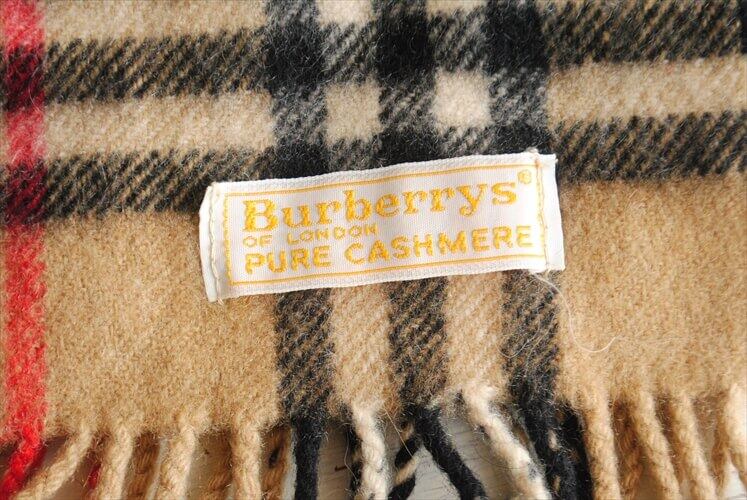 Burberrys®
OF LONDON
PURE CASHMERE